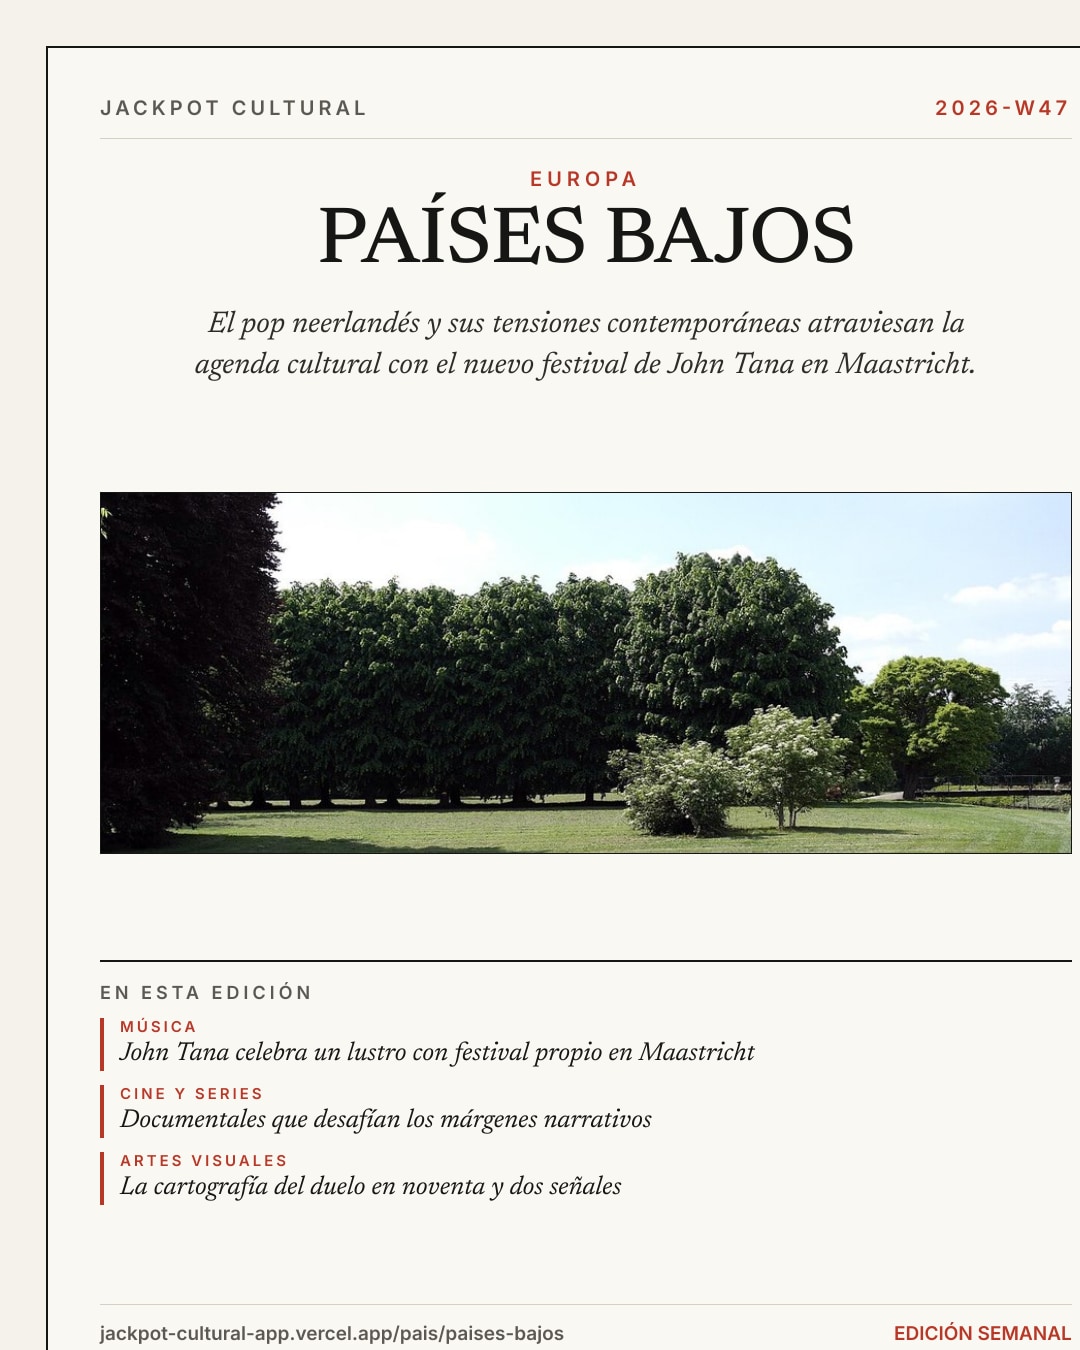 JACKPOT CULTURAL
2026-W47
EUROPA
PAÍSES BAJOS
El pop neerlandés y sus tensiones contemporáneas atraviesan la
agenda cultural con el nuevo festival de John Tana en Maastricht.
EN ESTA EDICIÓN
MÚSICA
John Tana celebra un lustro con festival propio en Maastricht
CINE Y SERIES
Documentales que desafían los márgenes narrativos
ARTES VISUALES
La cartografía del duelo en noventa y dos señales
jackpot-cultural-app.vercel.app/pais/paises-bajos
EDICIÓN SEMANAL